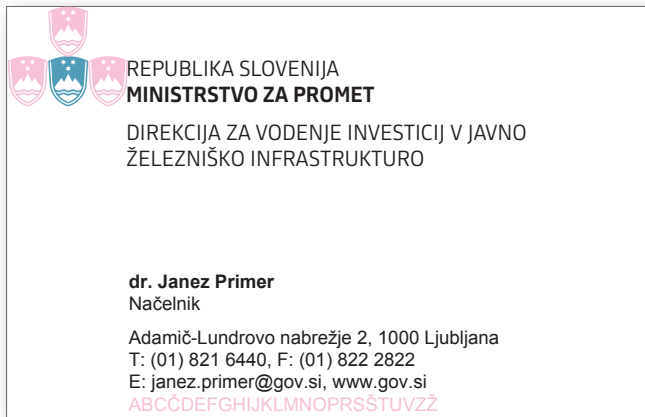 REPUBLIKA SLOVENIJA
MINISTRSTVO ZA PROMET
DIREKCIJA ZA VODENJE INVESTICIJ V JAVNO
ŽELEZNIŠKO INFRASTRUKTURO
dr. Janez Primer
Načelnik
Adamič-Lundrovo nabrežje 2, 1000 Ljubljana
T: (01) 821 6440, F: (01) 822 2822
E: janez.primer@gov.si, www.gov.si
ABCČDEFGHIJKLMNOPRSŠTUVZŽ